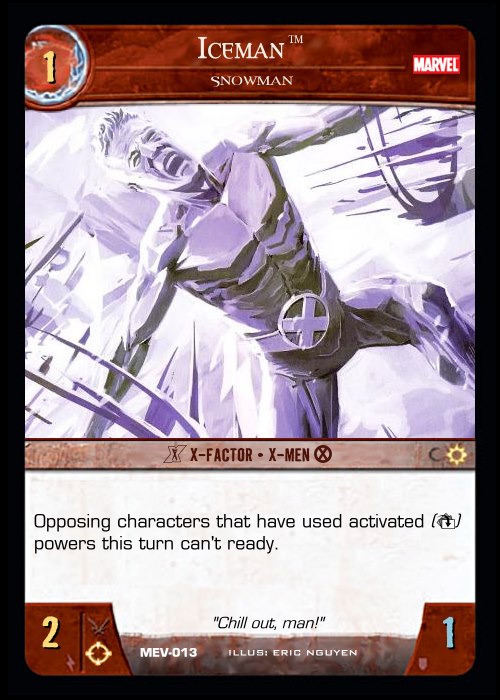 1
ICEMAN™
SNOWMAN
MARVEL
X-FACTOR • X-MEN
Opposing characters that have used activated [ ]
powers this turn can't ready.
"Chill out, man!"
2
1
MEV-013 ILLUS: ERIC NGUYEN